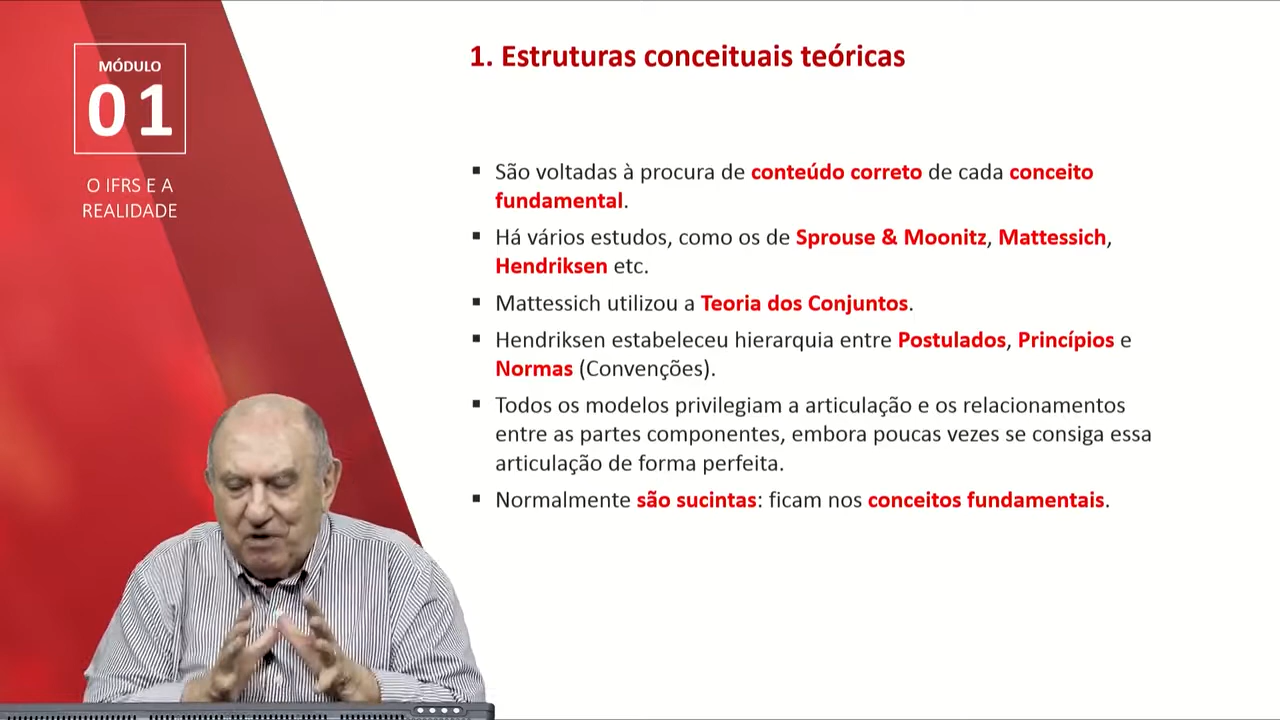 MÓDULO
01
O IFRS E A
REALIDADE
1. Estruturas conceituais teóricas
▪ São voltadas à procura de conteúdo correto de cada conceito
fundamental.
▪ Há vários estudos, como os de Sprouse & Moonitz, Mattessich,
Hendriksen etc.
▪ Mattessich utilizou a Teoria dos Conjuntos.
▪ Hendriksen estabeleceu hierarquia entre Postulados, Princípios e
Normas (Convenções).
▪ Todos os modelos privilegiam a articulação e os relacionamentos
entre as partes componentes, embora poucas vezes se consiga essa
articulação de forma perfeita.
▪ Normalmente são sucintas: ficam nos conceitos fundamentais.